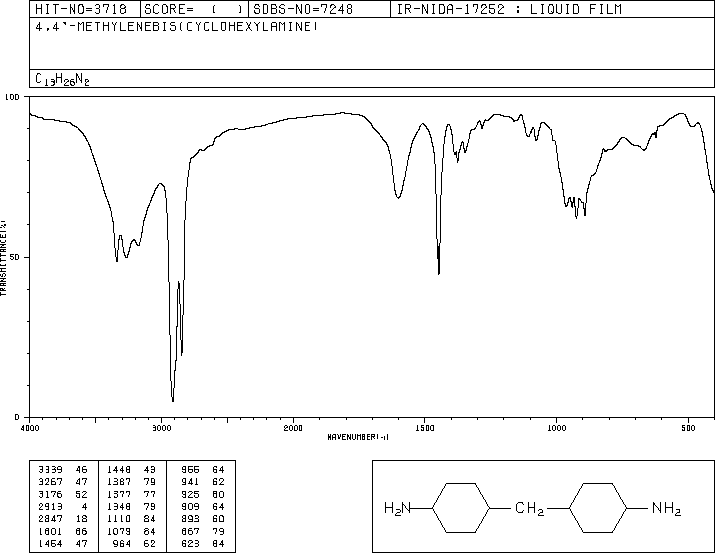 HIT-NO=3718 SCORE= ( ) SDBS-NO=7248 IR-NIDA-17252 : LIQUID FILM
4,4'-METHYLENEBIS(CYCLOHEXYLAMINE)
C13H26N2
100
50
0
TRANSMITTANCE(%)
4000 3000 2000 1500 1000 500
WAVENUMBER(-1)
3339 46 1448 43 966 64
3267 47 1387 79 941 62
3176 52 1377 77 925 60
2913 4 1348 79 909 64
2847 18 1110 84 893 60
1601 66 1079 84 667 79
1454 47 964 62 623 84
H2N CH2 NH2